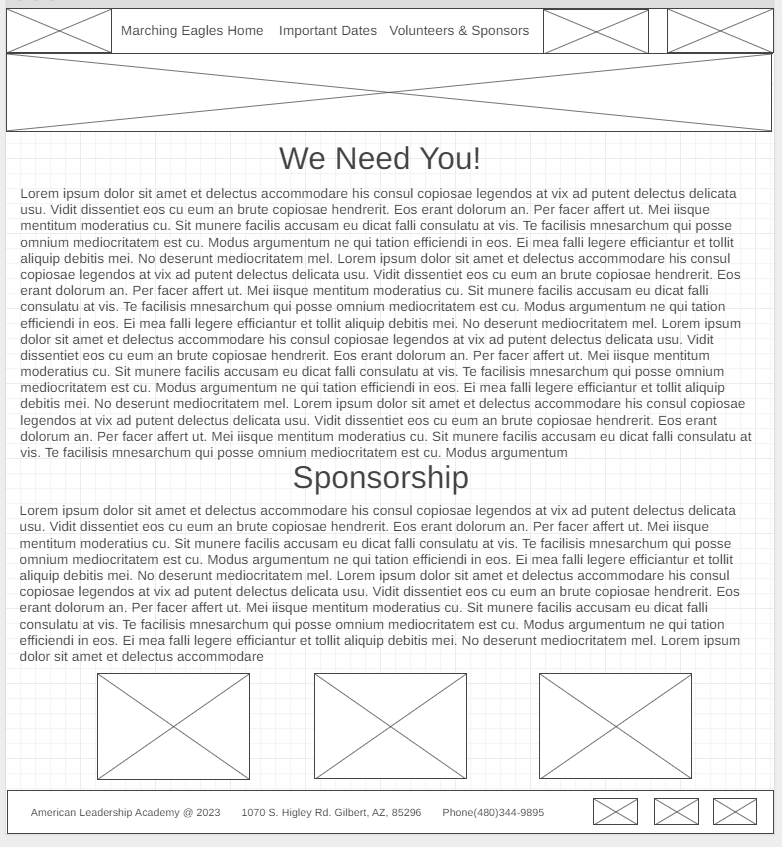 Marching Eagles Home Important Dates Volunteers & Sponsors
We Need You!
Lorem ipsum dolor sit amet et delectus accommodare his consul copiosae legendos at vix ad putent delectus delicata
usu. Vidit dissentiet eos cu eum an brute copiosae hendrerit. Eos erant dolorum an. Per facer affert ut. Mei iisque
mentitum moderatius cu. Sit munere facilis accusam eu dicat falli consulatu at vis. Te facilisis mnesarchum qui posse
omnium mediocritatem est cu. Modus argumentum ne qui tation efficiendi in eos. Ei mea falli legere efficiantur et tollit
aliquip debitis mei. No deserunt mediocritatem mel. Lorem ipsum dolor sit amet et delectus accommodare his consul
copiosae legendos at vix ad putent delectus delicata usu. Vidit dissentiet eos cu eum an brute copiosae hendrerit. Eos
erant dolorum an. Per facer affert ut. Mei iisque mentitum moderatius cu. Sit munere facilis accusam eu dicat falli
consulatu at vis. Te facilisis mnesarchum qui posse omnium mediocritatem est cu. Modus argumentum ne qui tation
efficiendi in eos. Ei mea falli legere efficiantur et tollit aliquip debitis mei. No deserunt mediocritatem mel. Lorem ipsum
dolor sit amet et delectus accommodare his consul copiosae legendos at vix ad putent delectus delicata usu. Vidit
dissentiet eos cu eum an brute copiosae hendrerit. Eos erant dolorum an. Per facer affert ut. Mei iisque mentitum
moderatius cu. Sit munere facilis accusam eu dicat falli consulatu at vis. Te facilisis mnesarchum qui posse omnium
mediocritatem est cu. Modus argumentum ne qui tation efficiendi in eos. Ei mea falli legere efficiantur et tollit aliquip
debitis mei. No deserunt mediocritatem mel. Lorem ipsum dolor sit amet et delectus accommodare his consul copiosae
legendos at vix ad putent delectus delicata usu. Vidit dissentiet eos cu eum an brute copiosae hendrerit. Eos erant
dolorum an. Per facer affert ut. Mei iisque mentitum moderatius cu. Sit munere facilis accusam eu dicat falli consulatu at
vis. Te facilisis mnesarchum qui posse omnium mediocritatem est cu. Modus argumentum
Sponsorship
Lorem ipsum dolor sit amet et delectus accommodare his consul copiosae legendos at vix ad putent delectus delicata
usu. Vidit dissentiet eos cu eum an brute copiosae hendrerit. Eos erant dolorum an. Per facer affert ut. Mei iisque
mentitum moderatius cu. Sit munere facilis accusam eu dicat falli consulatu at vis. Te facilisis mnesarchum qui posse
omnium mediocritatem est cu. Modus argumentum ne qui tation efficiendi in eos. Ei mea falli legere efficiantur et tollit
aliquip debitis mei. No deserunt mediocritatem mel. Lorem ipsum dolor sit amet et delectus accommodare his consul
copiosae legendos at vix ad putent delectus delicata usu. Vidit dissentiet eos cu eum an brute copiosae hendrerit. Eos
erant dolorum an. Per facer affert ut. Mei iisque mentitum moderatius cu. Sit munere facilis accusam eu dicat falli
consulatu at vis. Te facilisis mnesarchum qui posse omnium mediocritatem est cu. Modus argumentum ne qui tation
efficiendi in eos. Ei mea falli legere efficiantur et tollit aliquip debitis mei. No deserunt mediocritatem mel. Lorem ipsum
dolor sit amet et delectus accommodare
American Leadership Academy @ 2023 1070 S. Higley Rd. Gilbert, AZ, 85296 Phone(480)344-9895